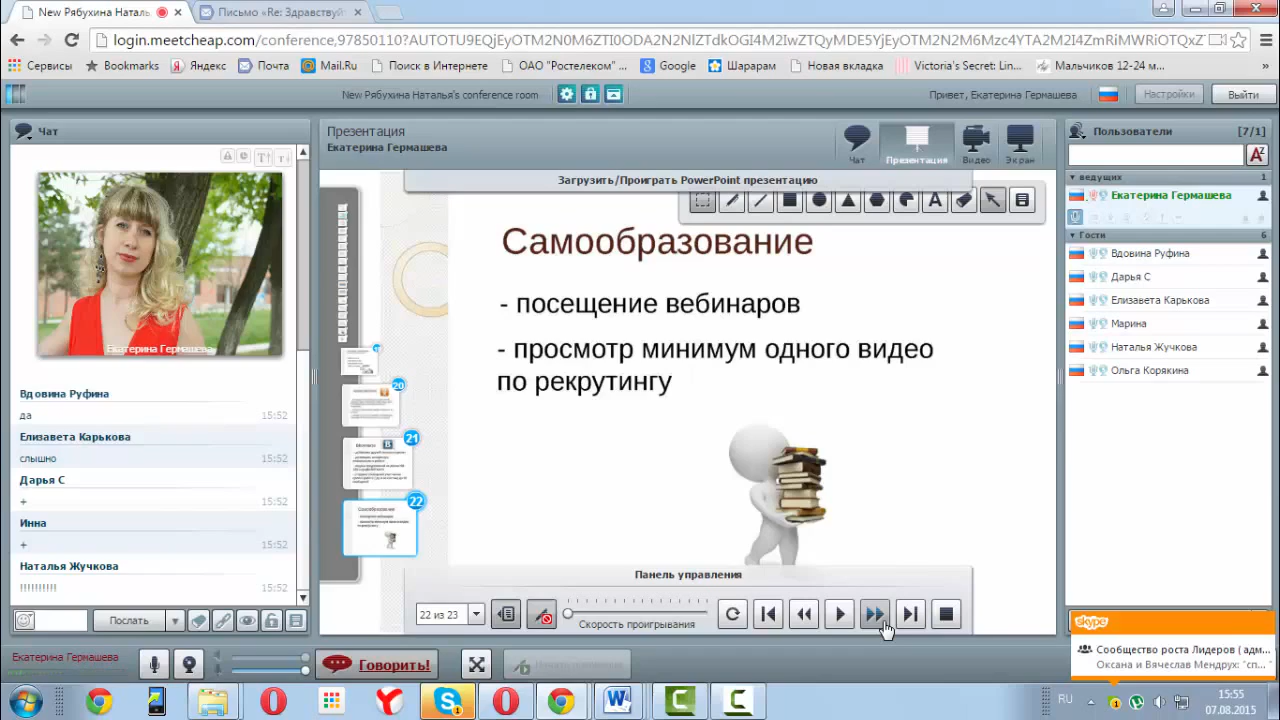 New Рябухина Наталь
Письмо «Re: Здравствуй
login.meetcheap.com/conference,97850110?AUTOTU9EQjEyOTM2N0M6ZTI0ODA2N2NlZTdkOGI4M2IwZTQyMDE5YjEyOTM2N2M6Mzc4YTA2M2I4ZmRiMWRiOTQxZ
Сервисы Bookmarks Яндекс Почта Mail.Ru Поиск в Интернете ОАО "Ростелеком" ... Google Шарарам Новая вкладка Victoria's Secret: Lin... Мальчиков 12-24 м... »
New Рябухина Наталья's conference room
Привет, Екатерина Гермашева
Настройки
Выйти
Чат
Екатерина Гермашева
Вдовина Руфина
да 15:52
Елизавета Карькова
слышно 15:52
Дарья С
+ 15:52
Инна
+ 15:52
Наталья Жучкова
!!!!!!!!!! 15:52
Послать
Презентация
Екатерина Гермашева
Чат
Презентация
Видео
Экран
Загрузить/Проиграть PowerPoint презентацию
20
21
22
Самообразование
- посещение вебинаров
- просмотр минимум одного видео
по рекрутингу
Панель управления
22 из 23
Скорость проигрывания
Пользователи [7/1]
ведущих 1
Екатерина Гермашева
Гости 6
Вдовина Руфина
Дарья С
Елизавета Карькова
Марина
Наталья Жучкова
Ольга Корякина
skype
Сообщество роста Лидеров ( адм...
Оксана и Вячеслав Мендрух: "сп...
Екатерина Гермашева
Говорить!
RU
15:55
07.08.2015